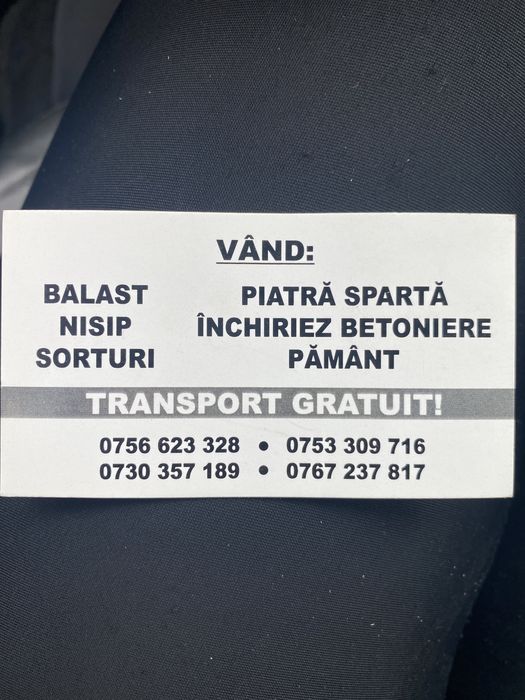 VÂND:
BALAST PIATRĂ SPARTĂ
NISIP ÎNCHIRIEZ BETONIERE
SORTURI PĂMÂNT
TRANSPORT GRATUIT!
0756 623 328 • 0753 309 716
0730 357 189 • 0767 237 817